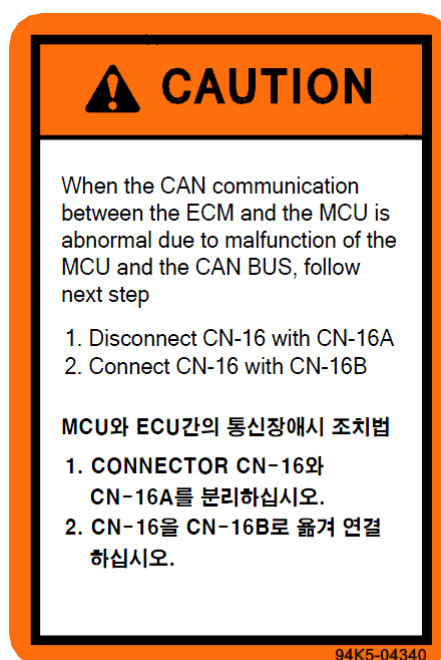 CAUTION
When the CAN communication
between the ECM and the MCU is
abnormal due to malfunction of the
MCU and the CAN BUS, follow
next step
1. Disconnect CN-16 with CN-16A
2. Connect CN-16 with CN-16B
MCU와 ECU간의 통신장애시 조치법
1. CONNECTOR CN-16와
CN-16A를 분리하십시오.
2. CN-16을 CN-16B로 옮겨 연결
하십시오.
94K5-04340